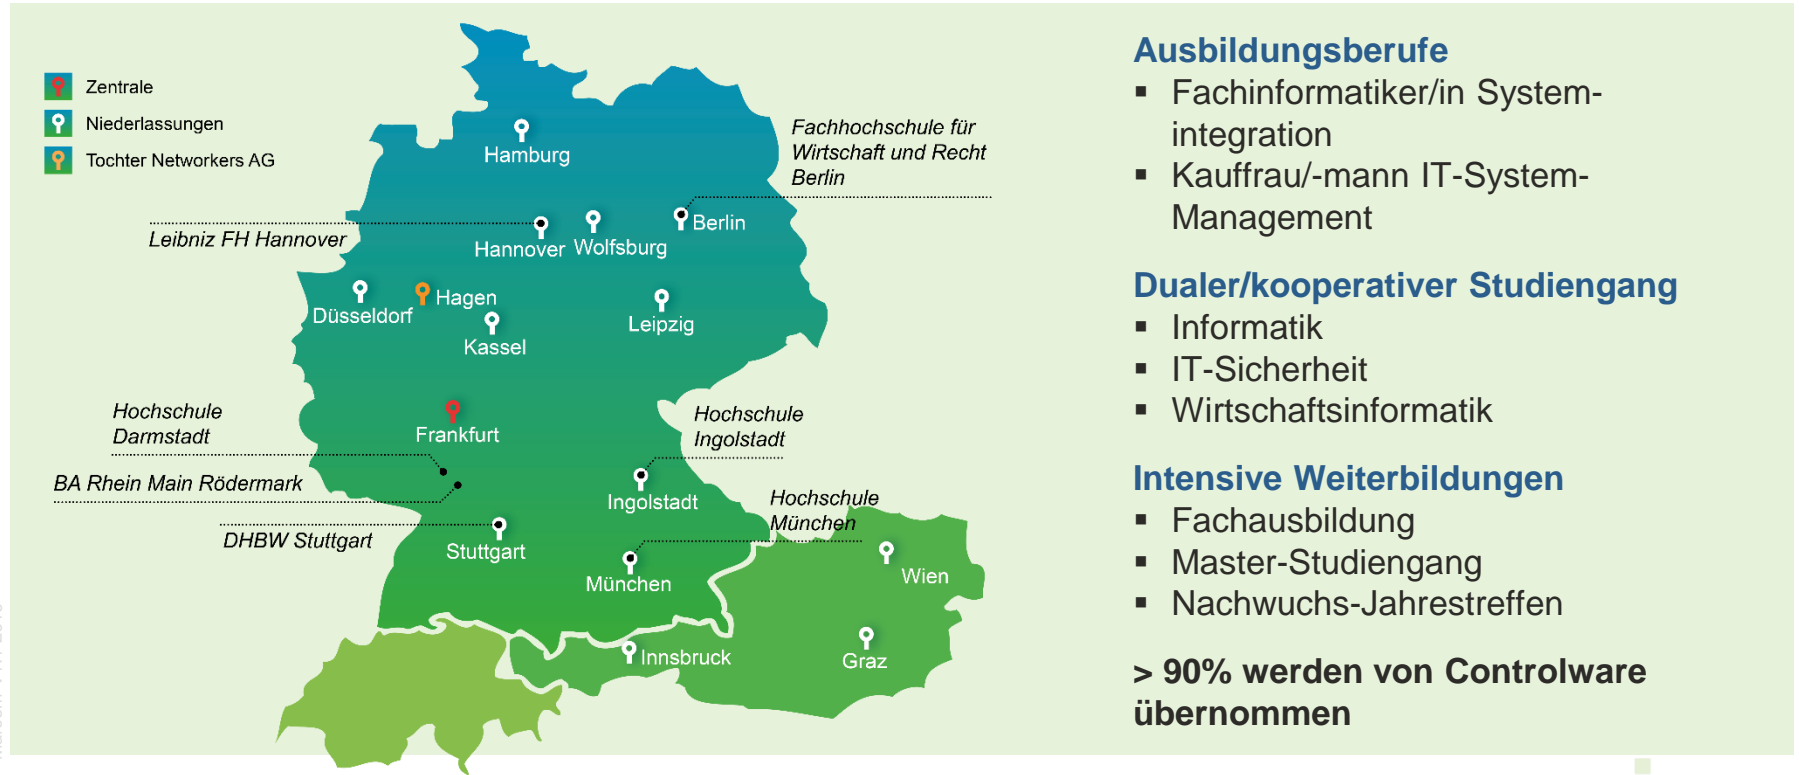 Zentrale
Niederlassungen
Tochter Networkers AG
Hamburg
Fachhochschule für
Wirtschaft und Recht
Berlin
Leibniz FH Hannover
Hannover
Wolfsburg
Berlin
Düsseldorf
Hagen
Kassel
Leipzig
Hochschule
Darmstadt
Frankfurt
BA Rhein Main Rödermark
Hochschule
Ingolstadt
Ingolstadt
DHBW Stuttgart
Stuttgart
Hochschule
München
München
Wien
Innsbruck
Graz
Ausbildungsberufe
▪ Fachinformatiker/in System-
integration
▪ Kauffrau/-mann IT-System-
Management
Dualer/kooperativer Studiengang
▪ Informatik
▪ IT-Sicherheit
▪ Wirtschaftsinformatik
Intensive Weiterbildungen
▪ Fachausbildung
▪ Master-Studiengang
▪ Nachwuchs-Jahrestreffen
> 90% werden von Controlware
übernommen